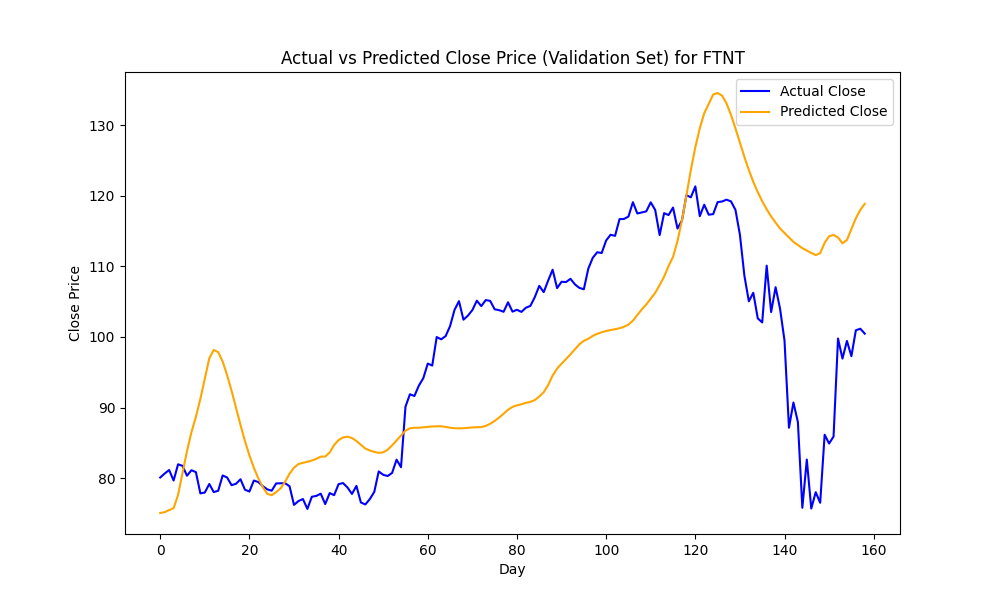 Actual vs Predicted Close Price (Validation Set) for FTNT
Actual Close
Predicted Close
Close Price
130
120
110
100
90
80
0 20 40 60 80 100 120 140 160
Day